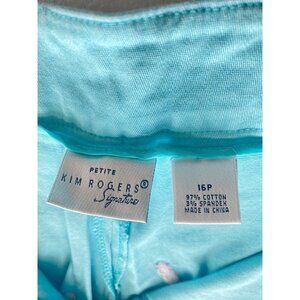 PETITE
KIM ROGERS®
Signature
16P
97% COTTON
3% SPANDEX
MADE IN CHINA